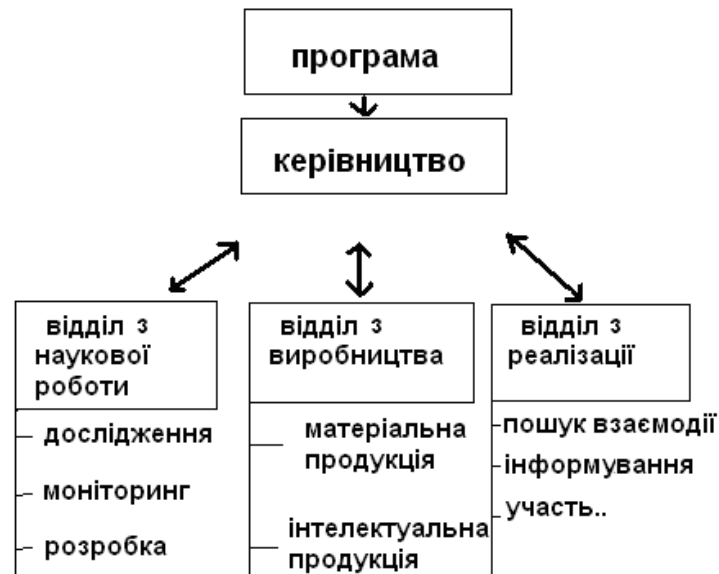 програма
керівництво
відділ з
наукової
роботи
дослідження
моніторинг
розробка
відділ з
виробництва
матеріальна
продукція
інтелектуальна
продукція
відділ з
реалізації
пошук взаємодії
інформування
участь..